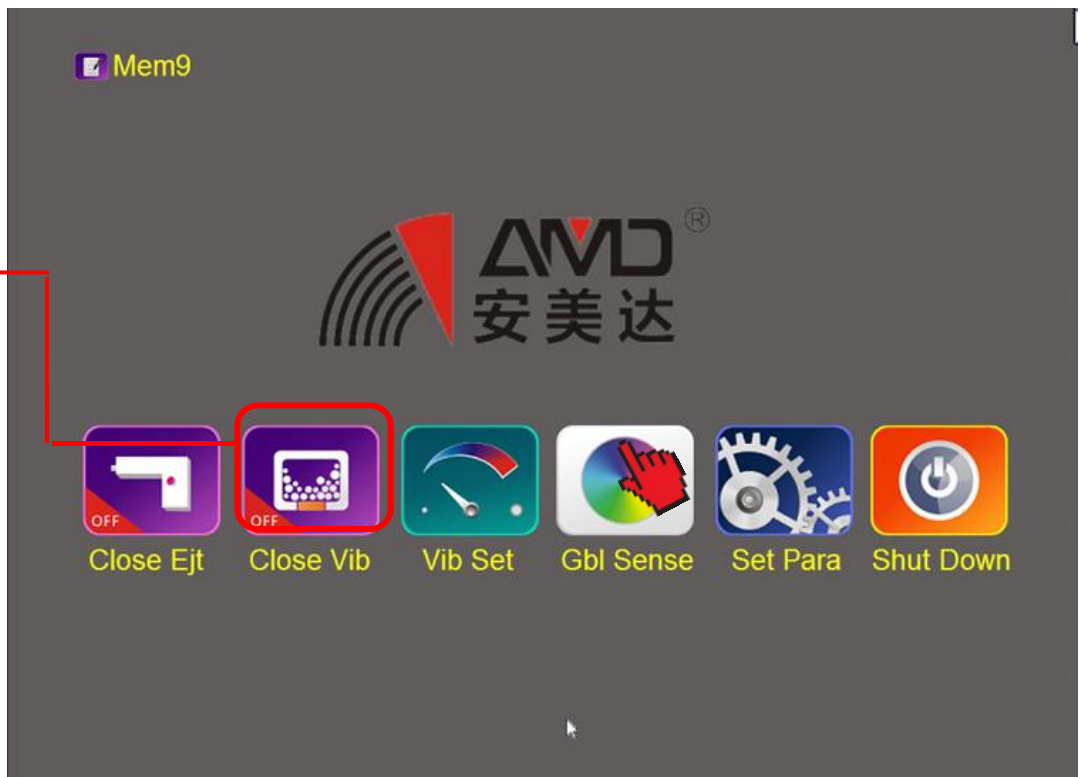 Mem9
AMD®
安美达
OFF
OFF
Close Ejt
Close Vib
Vib Set
Gbl Sense
Set Para
Shut Down